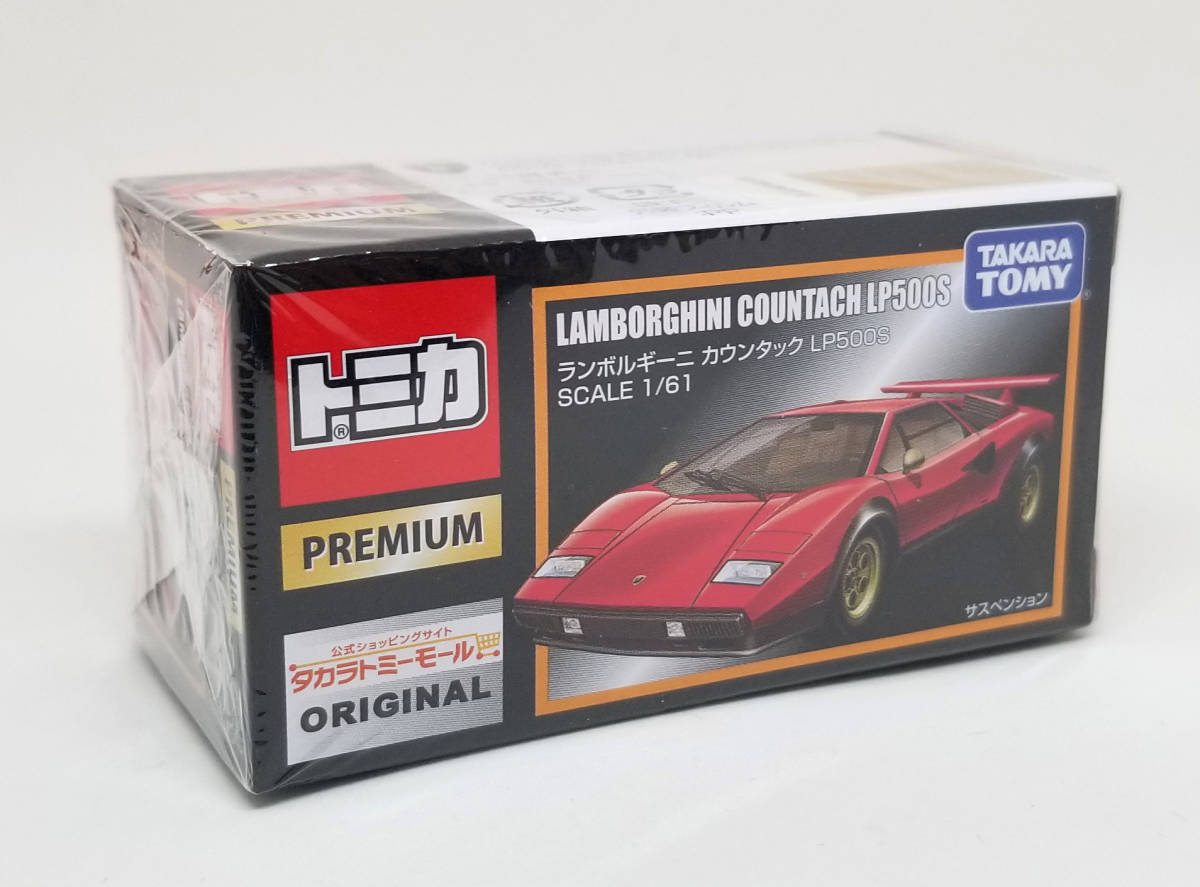 PREMIUM
トミカ
®
PREMIUM
公式ショッピングサイト
タカラトミーモール
ORIGINAL
LAMBORGHINI COUNTACH LP500S
ランボルギーニ カウンタック LP500S
SCALE 1/61
TAKARA
TOMY
®
サスペンション
PREMIUM